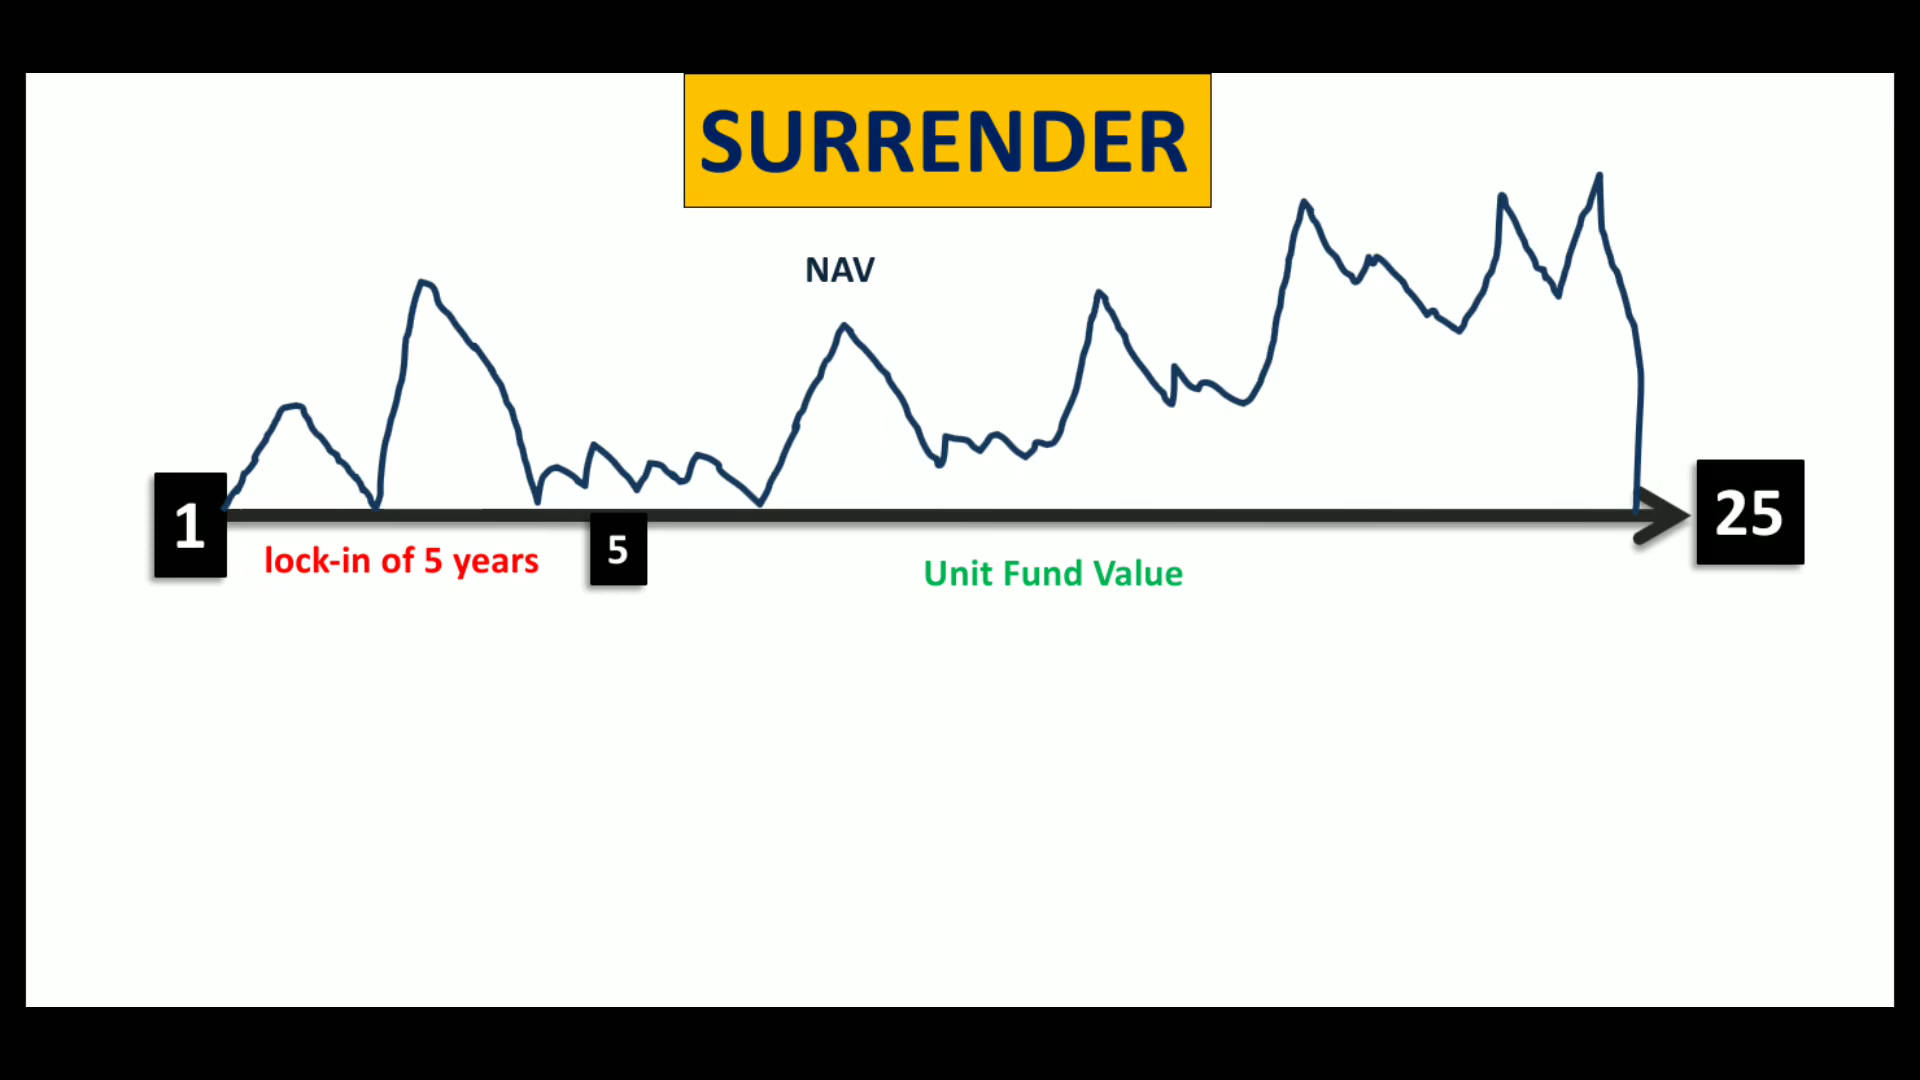 SURRENDER
NAV
1
25
lock-in of 5 years
5
Unit Fund Value